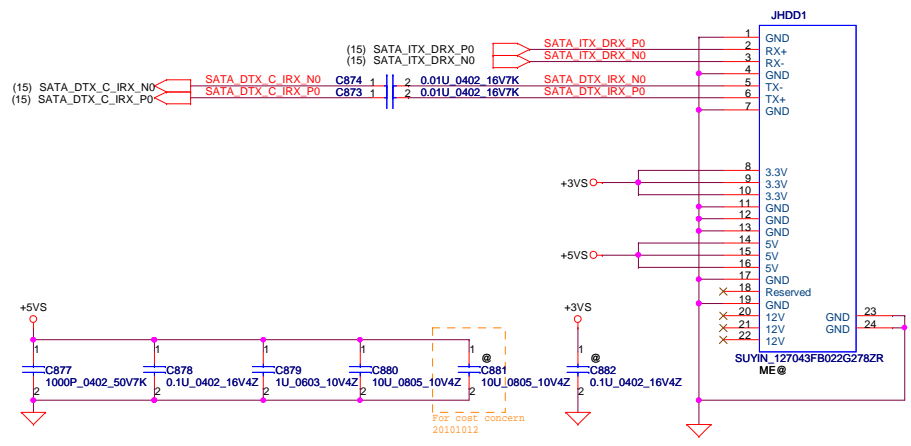 JHDD1
1 GND
(15) SATA_ITX_DRX_P0 SATA_ITX_DRX_P0 2 RX+
(15) SATA_ITX_DRX_N0 SATA_ITX_DRX_N0 3 RX-
4 GND
(15) SATA_DTX_C_IRX_N0 SATA_DTX_C_IRX_N0 C874 1 2 0.01U_0402_16V7K SATA_IRX_DTX_N0 5 TX-
(15) SATA_DTX_C_IRX_P0 SATA_DTX_C_IRX_P0 C873 1 2 0.01U_0402_16V7K SATA_IRX_DTX_P0 6 TX+
7 GND
8 3.3V
+3VS 9 3.3V
10 3.3V
11 GND
12 GND
13 GND
14 5V
+5VS 15 5V
16 5V
17 GND
18 Reserved
19 GND
20 12V GND 23
21 12V GND 24
22 12V
SUYIN_127043FB022G278ZR
ME@
+5VS +3VS
1 1 1 1 1 @ 1 @
C877 C878 C879 C880 C881 C882
1000P_0402_50V7K 0.1U_0402_16V4Z 1U_0603_10V4Z 10U_0805_10V4Z 10U_0805_10V4Z 0.1U_0402_16V4Z
2 2 2 2 2 2
For cost concern
20101012